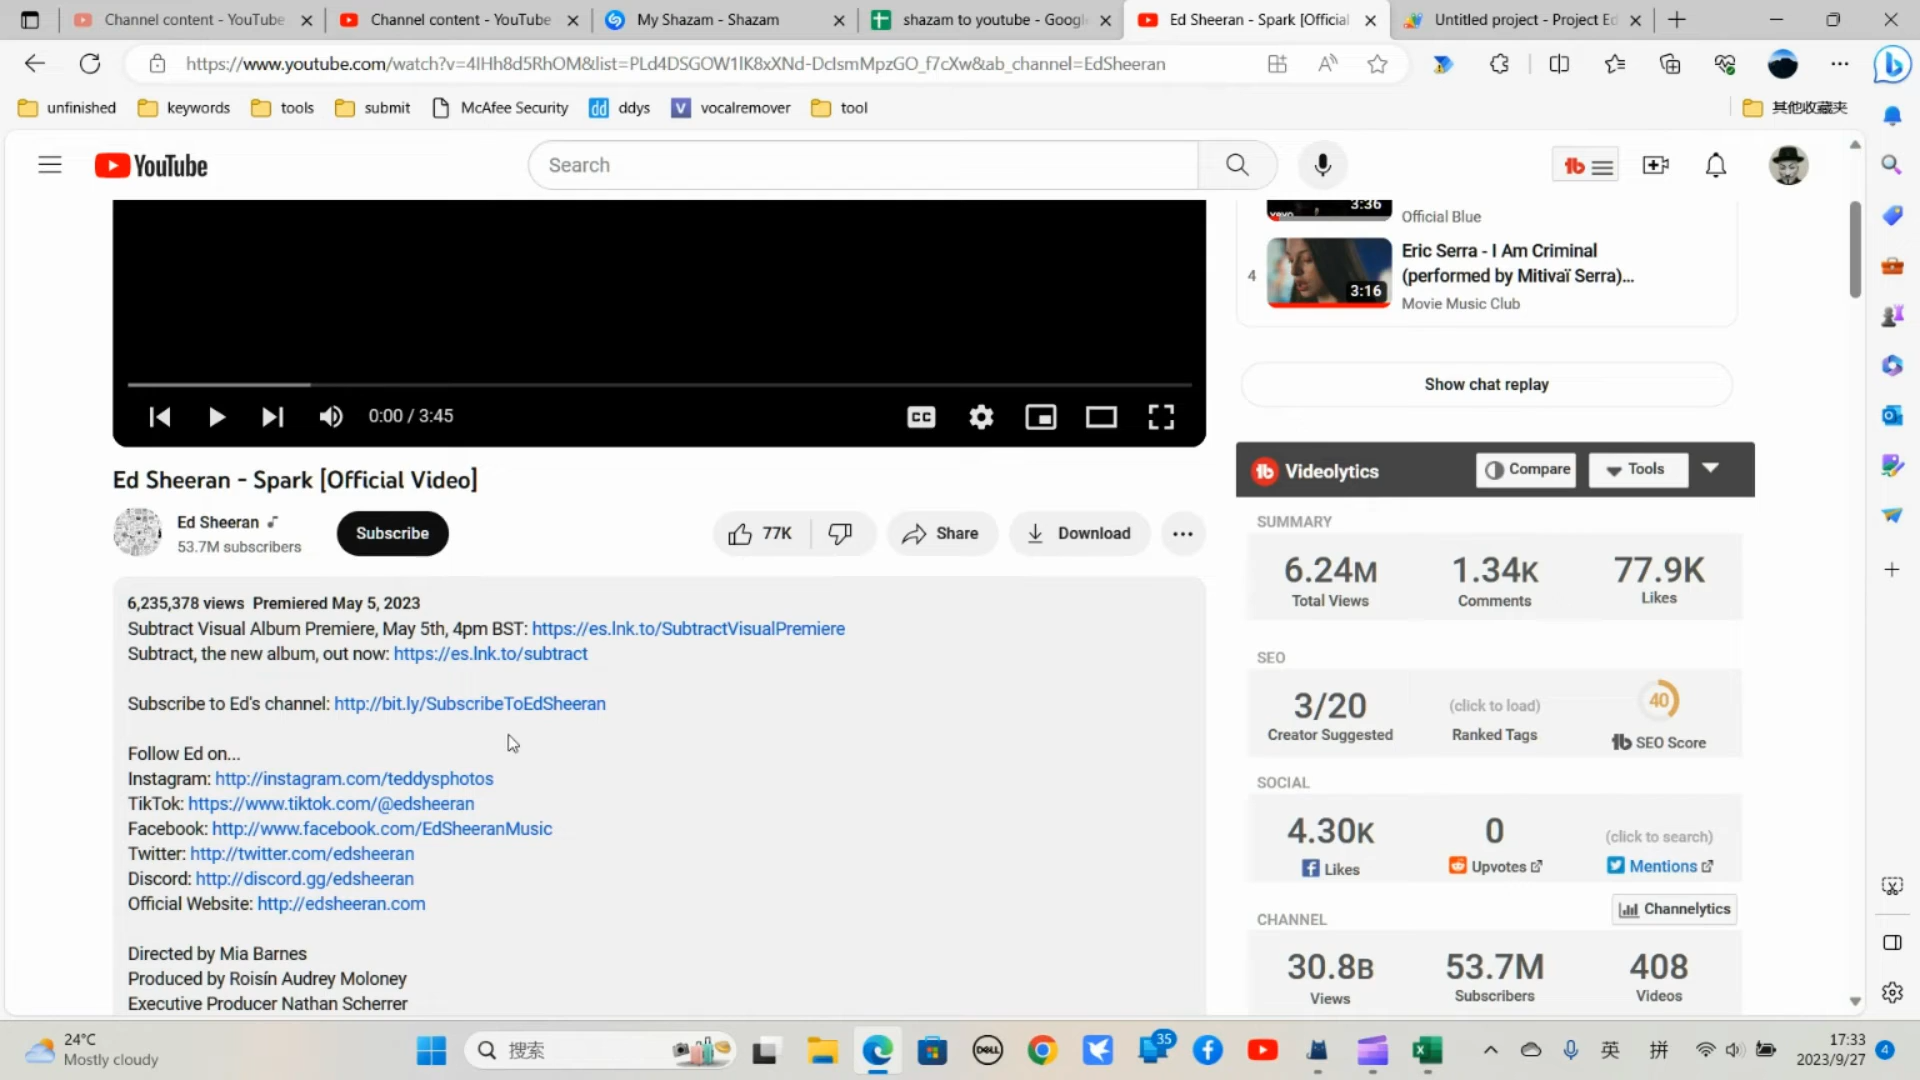 Channel content - YouTube
Channel content - YouTube
My Shazam - Shazam
shazam to youtube - Googl
Ed Sheeran - Spark [Official
Untitled project - Project Ed
https://www.youtube.com/watch?v=4IHh8d5RhOM&list=PLd4DSGOW1IK8xXNd-DcIsmMpzGO_f7cXw&ab_channel=EdSheeran
unfinished
keywords
tools
submit
McAfee Security
dd
ddys
V
vocalremover
tool
其他收藏夹
YouTube
Search
3:36
Official Blue
4
3:16
Eric Serra - I Am Criminal
(performed by Mitivaï Serra)...
Movie Music Club
Show chat replay
0:00 / 3:45
CC
Ed Sheeran - Spark [Official Video]
Ed Sheeran
53.7M subscribers
Subscribe
77K
Share
Download
6,235,378 views Premiered May 5, 2023
Subtract Visual Album Premiere, May 5th, 4pm BST: https://es.lnk.to/SubtractVisualPremiere
Subtract, the new album, out now: https://es.lnk.to/subtract
Subscribe to Ed's channel: http://bit.ly/SubscribeToEdSheeran
Follow Ed on...
Instagram: http://instagram.com/teddysphotos
TikTok: https://www.tiktok.com/@edsheeran
Facebook: http://www.facebook.com/EdSheeranMusic
Twitter: http://twitter.com/edsheeran
Discord: http://discord.gg/edsheeran
Official Website: http://edsheeran.com
Directed by Mia Barnes
Produced by Roisín Audrey Moloney
Executive Producer Nathan Scherrer
Videolytics
Compare
Tools
SUMMARY
6.24M
Total Views
1.34K
Comments
77.9K
Likes
SEO
3/20
Creator Suggested
(click to load)
Ranked Tags
40
SEO Score
SOCIAL
4.30K
Likes
0
Upvotes
(click to search)
Mentions
CHANNEL
Channelytics
30.8B
Views
53.7M
Subscribers
408
Videos
24°C
Mostly cloudy
搜索
DELL
35
英
拼
17:33
2023/9/27
4